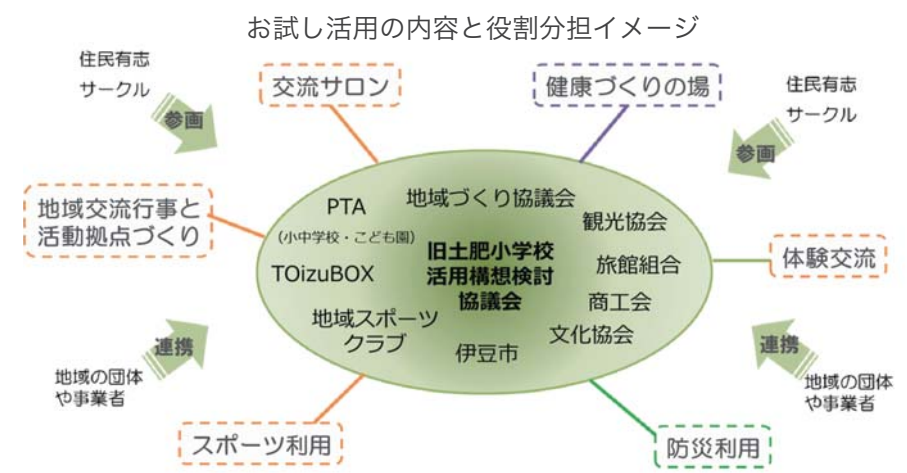 お試し活用の内容と役割分担イメージ
住民有志
サークル
参画
交流サロン
健康づくりの場
住民有志
サークル
参画
地域交流行事と
活動拠点づくり
PTA
(小中学校・こども園)
TOizuBOX
地域スポーツ
クラブ
地域づくり協議会
旧土肥小学校
活用構想検討
協議会
伊豆市
観光協会
旅館組合
商工会
文化協会
体験交流
連携
地域の団体
や事業者
連携
地域の団体
や事業者
スポーツ利用
防災利用